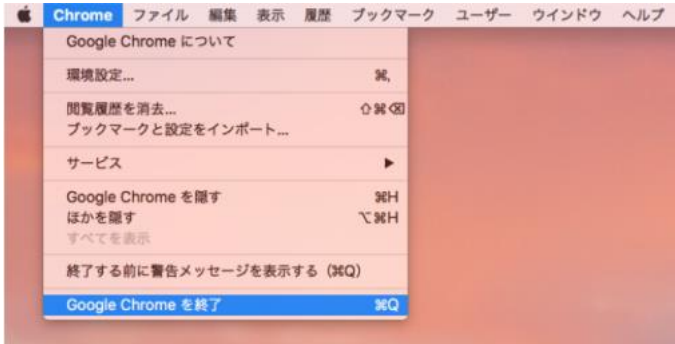 Chrome ファイル 編集 表示 履歴 ブックマーク ユーザー ウインドウ ヘルプ
Google Chrome について
環境設定... ⌘,
閲覧履歴を消去... ⇧⌘⌫
ブックマークと設定をインポート...
サービス ▶
Google Chrome を隠す ⌘H
ほかを隠す ⌥⌘H
すべてを表示
終了する前に警告メッセージを表示する（⌘Q）
Google Chrome を終了 ⌘Q